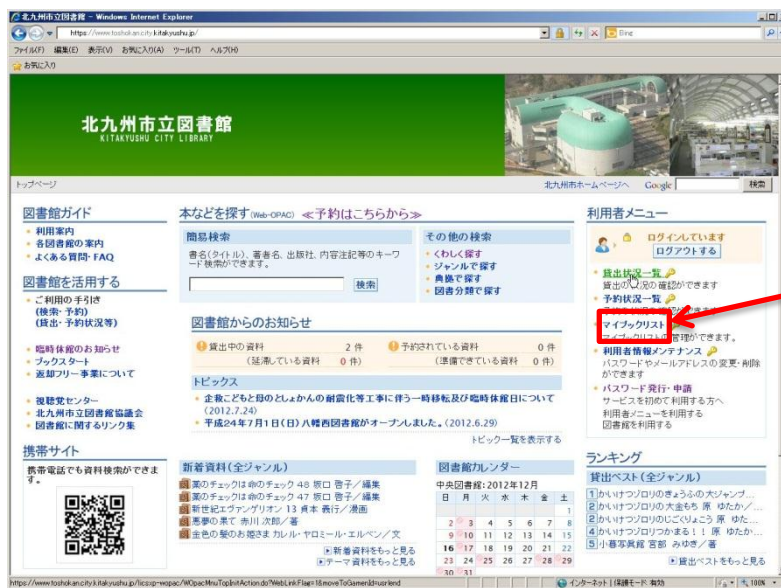 北九州市立図書館 - Windows Internet Explorer
https://www.toshokan.city.kitakyushu.jp/
Bing
ファイル(F) 編集(E) 表示(V) お気に入り(A) ツール(T) ヘルプ(H)
お気に入り
北九州市立図書館
KITAKYUSHU CITY LIBRARY
トップページ
北九州市ホームページへ Google 検索
図書館ガイド
利用案内
各図書館の案内
よくある質問・FAQ
図書館を活用する
ご利用の手引き
(検索・予約)
(貸出・予約状況等)
臨時休館のお知らせ
ブックスタート
返却フリー事業について
視聴覚センター
北九州市立図書館協議会
図書館に関するリンク集
携帯サイト
携帯電話でも資料検索ができます。
本などを探す(Web-OPAC) ≪予約はこちらから≫
簡易検索
書名(タイトル)、著者名、出版社、内容注記等のキーワードで検索ができます。
検索
その他の検索
くわしく探す
ジャンルで探す
典拠で探す
図書分類で探す
図書館からのお知らせ
貸出中の資料 2 件
(延滞している資料 0 件)
予約されている資料 0 件
(準備できている資料 0 件)
トピックス
企救こどもと母のとしょかんの耐震化等工事に伴う一時移転及び臨時休館日について
(2012.7.24)
平成24年7月1日(日)八幡西図書館がオープンしました。(2012.6.29)
トピック一覧を表示する
新着資料(全ジャンル)
薬のチェックは命のチェック 48 坂口 啓子/編集
薬のチェックは命のチェック 47 坂口 啓子/編集
新世紀エヴァンゲリオン 13 貞本 義行/漫画
悪夢の果て 赤川 次郎/著
金色の髪のお姫さま カレル・ヤロミール・エルベン/文
新着資料をもっと見る
テーマ資料をもっと見る
図書館カレンダー
中央図書館:2012年12月
日 月 火 水 木 金 土
1
2 3 4 5 6 7 8
9 10 11 12 13 14 15
16 17 18 19 20 21 22
23 24 25 26 27 28 29
30 31
利用者メニュー
ログインしています
ログアウトする
貸出状況一覧
貸出の状況の確認ができます
予約状況一覧
マイブックリスト
マイブックリストの管理ができます。
利用者情報メンテナンス
パスワードやメールアドレスの変更・削除ができます
パスワード発行・申請
サービスを初めて利用する方へ
利用者メニューを利用する
図書館を利用する
ランキング
貸出ベスト(全ジャンル)
1 かいけつゾロリのきょうふの大ジャンプ...
2 かいけつゾロリの大金もち 原 ゆたか/...
3 かいけつゾロリのじごくりょこう 原 ゆた...
4 かいけつゾロリつかまる!! 原 ゆたか...
5 小暮写眞館 宮部 みゆき/著
貸出ベストをもっと見る
https://www.toshokan.city.kitakyushu.jp/licsxp-wopac/WOpacMnuTopInitAction.do?WebLinkFlag=1&moveToGamenId=usrlend
インターネット | 保護モード: 有効
100%